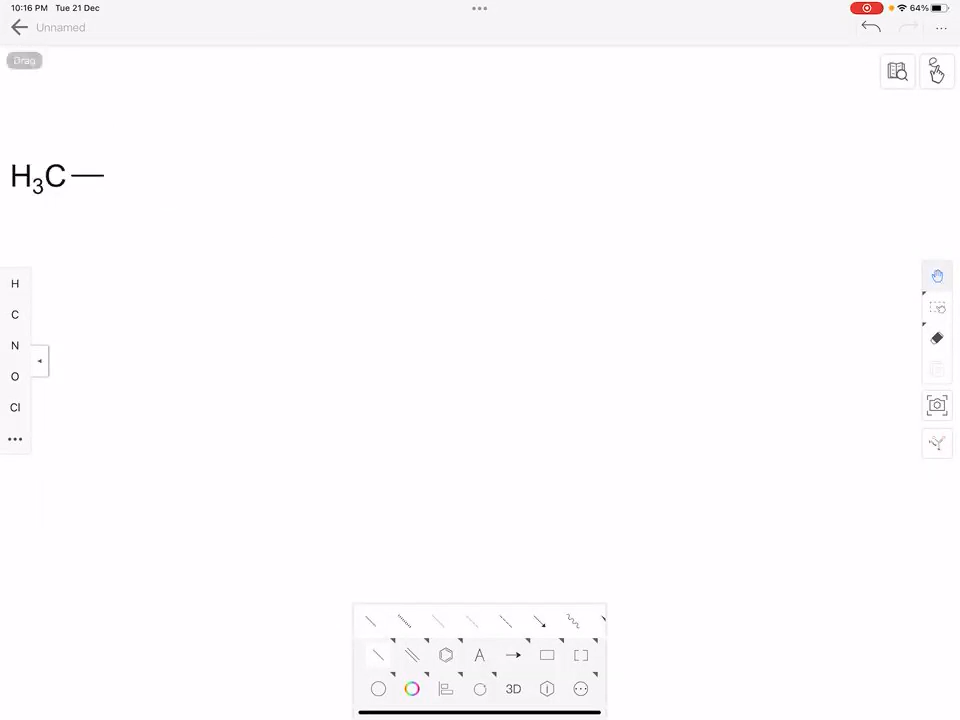 10:16 PM Tue 21 Dec
64%
Unnamed
Drag
H₃C
H
C
N
O
Cl
A
3D